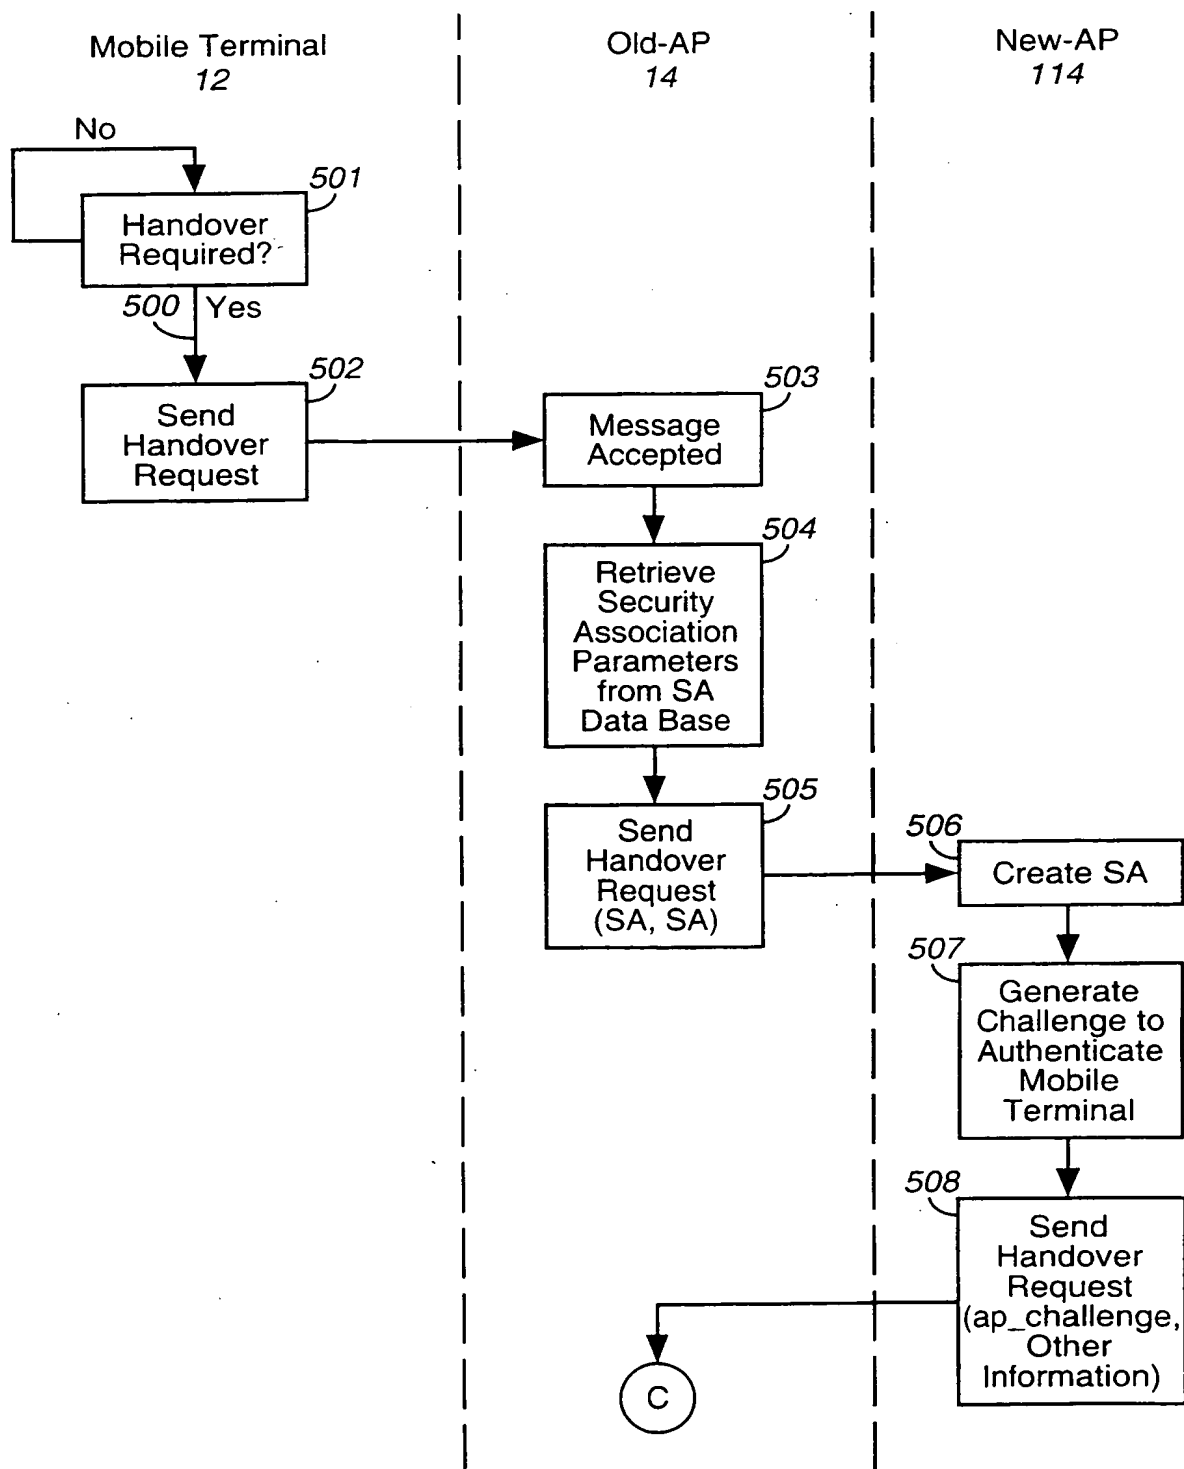 Mobile Terminal
12
Old-AP
14
New-AP
114
No
501
Handover
Required?
500
Yes
502
Send
Handover
Request
503
Message
Accepted
504
Retrieve
Security
Association
Parameters
from SA
Data Base
505
Send
Handover
Request
(SA, SA)
506
Create SA
507
Generate
Challenge to
Authenticate
Mobile
Terminal
508
Send
Handover
Request
(ap_challenge,
Other
Information)
C